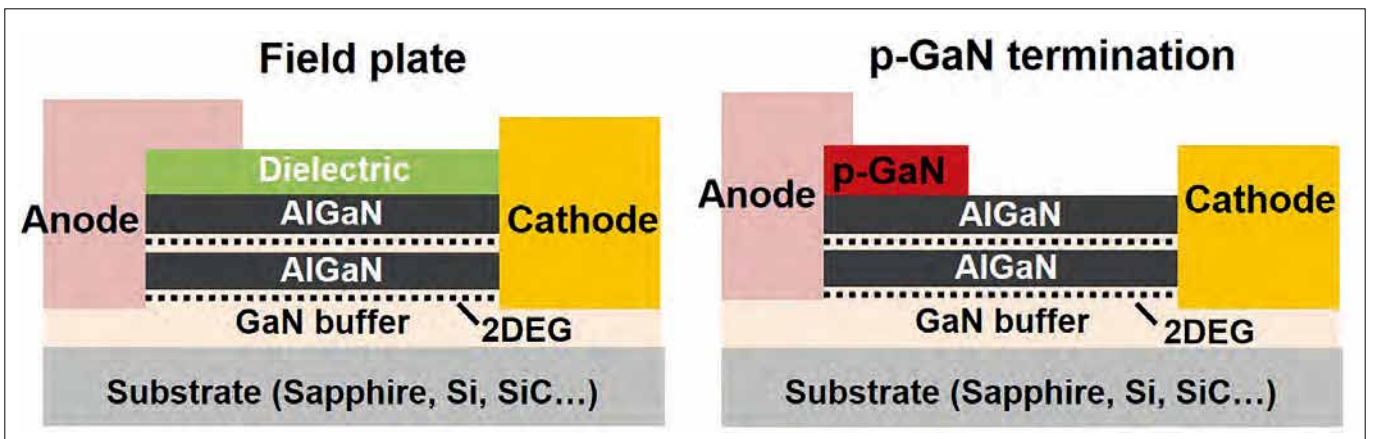 Field plate
Dielectric
AlGaN
Anode
Cathode
AlGaN
GaN buffer
2DEG
Substrate (Sapphire, Si, SiC...)
p-GaN termination
p-GaN
Anode
AlGaN
Cathode
AlGaN
GaN buffer
2DEG
Substrate (Sapphire, Si, SiC...)